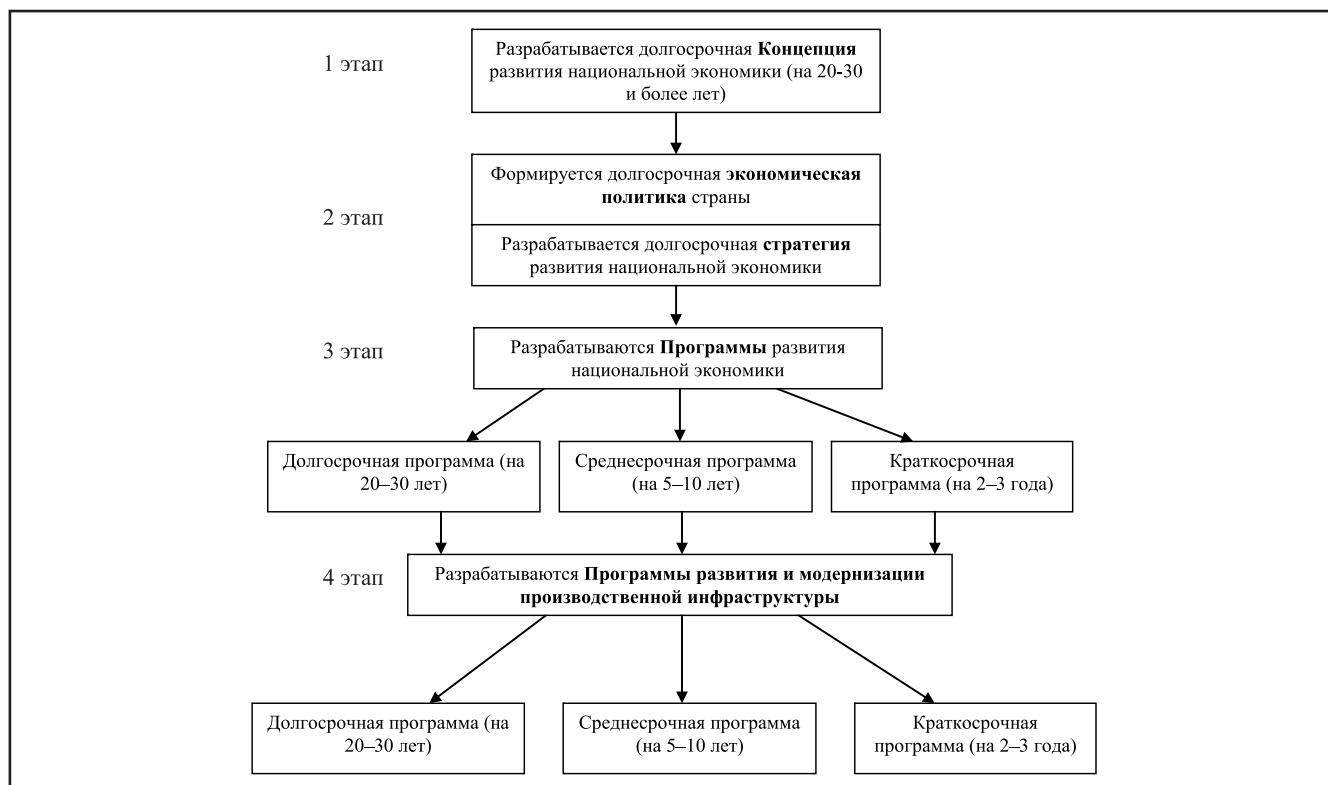 1 этап
Разрабатывается долгосрочная Концепция
развития национальной экономики (на 20-30
и более лет)
2 этап
Формируется долгосрочная экономическая
политика страны
Разрабатывается долгосрочная стратегия
развития национальной экономики
3 этап
Разрабатываются Программы развития
национальной экономики
Долгосрочная программа (на
20–30 лет)
Среднесрочная программа
(на 5–10 лет)
Краткосрочная
программа (на 2–3 года)
4 этап
Разрабатываются Программы развития и модернизации
производственной инфраструктуры
Долгосрочная программа (на
20–30 лет)
Среднесрочная программа
(на 5–10 лет)
Краткосрочная
программа (на 2–3 года)